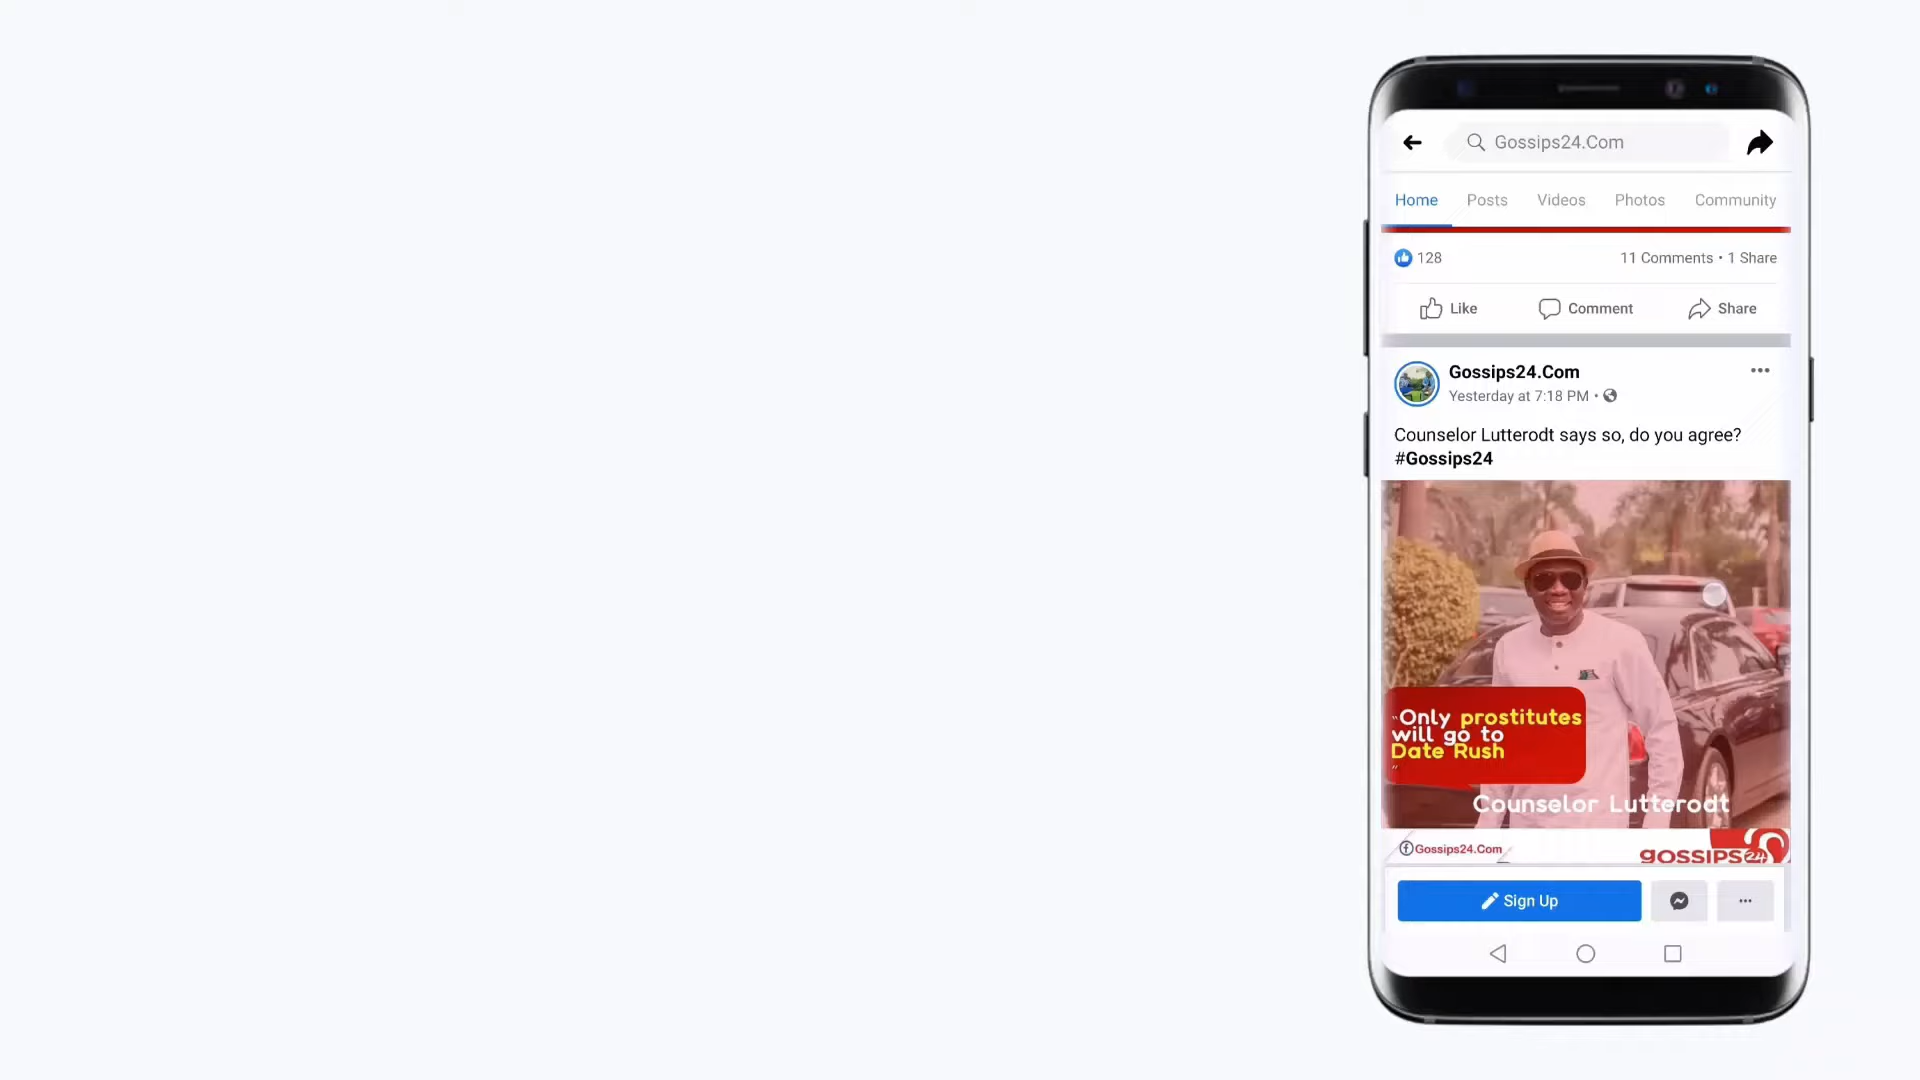 Gossips24.Com
Home Posts Videos Photos Community
128 11 Comments • 1 Share
Like Comment Share
Gossips24.Com
Yesterday at 7:18 PM •
Counselor Lutterodt says so, do you agree?
#Gossips24
"Only prostitutes
will go to
Date Rush
"
Counselor Lutterodt
Gossips24.Com
gossips24
Sign Up